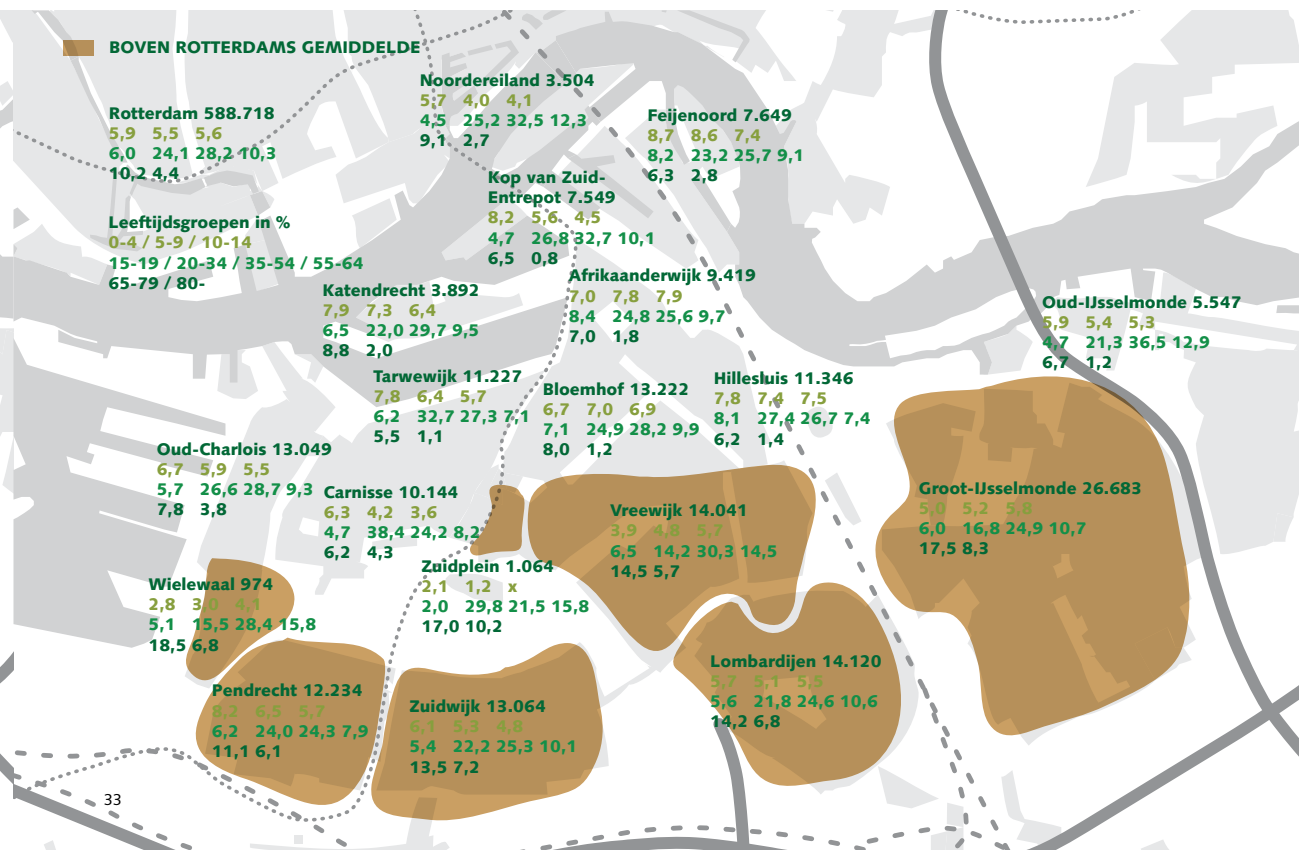 BOVEN ROTTERDAMS GEMIDDELDE
Rotterdam 588.718
5,9 5,5 5,6
6,0 24,1 28,2 10,3
10,2 4,4
Leeftijdsgroepen in %
0-4 / 5-9 / 10-14
15-19 / 20-34 / 35-54 / 55-64
65-79 / 80-
Noordereiland 3.504
5,7 4,0 4,1
4,5 25,2 32,5 12,3
9,1 2,7
Feijenoord 7.649
8,7 8,6 7,4
8,2 23,2 25,7 9,1
6,3 2,8
Kop van Zuid-
Entrepot 7.549
8,2 5,6 4,5
4,7 26,8 32,7 10,1
6,5 0,8
Afrikaanderwijk 9.419
7,0 7,8 7,9
8,4 24,8 25,6 9,7
7,0 1,8
Katendrecht 3.892
7,9 7,3 6,4
6,5 22,0 29,7 9,5
8,8 2,0
Oud-IJsselmonde 5.547
5,9 5,4 5,3
4,7 21,3 36,5 12,9
6,7 1,2
Tarwewijk 11.227
7,8 6,4 5,7
6,2 32,7 27,3 7,1
5,5 1,1
Bloemhof 13.222
6,7 7,0 6,9
7,1 24,9 28,2 9,9
8,0 1,2
Hillesluis 11.346
7,8 7,4 7,5
8,1 27,4 26,7 7,4
6,2 1,4
Oud-Charlois 13.049
6,7 5,9 5,5
5,7 26,6 28,7 9,3
7,8 3,8
Carnisse 10.144
6,3 4,2 3,6
4,7 38,4 24,2 8,2
6,2 4,3
Vreewijk 14.041
3,9 4,8 5,7
6,5 14,2 30,3 14,5
14,5 5,7
Groot-IJsselmonde 26.683
5,0 5,2 5,8
6,0 16,8 24,9 10,7
17,5 8,3
Zuidplein 1.064
2,1 1,2 x
2,0 29,8 21,5 15,8
17,0 10,2
Wielewaal 974
2,8 3,0 4,1
5,1 15,5 28,4 15,8
18,5 6,8
Lombardijen 14.120
5,7 5,1 5,5
5,6 21,8 24,6 10,6
14,2 6,8
Pendrecht 12.234
8,2 6,5 5,7
6,2 24,0 24,3 7,9
11,1 6,1
Zuidwijk 13.064
6,1 5,3 4,8
5,4 22,2 25,3 10,1
13,5 7,2
33